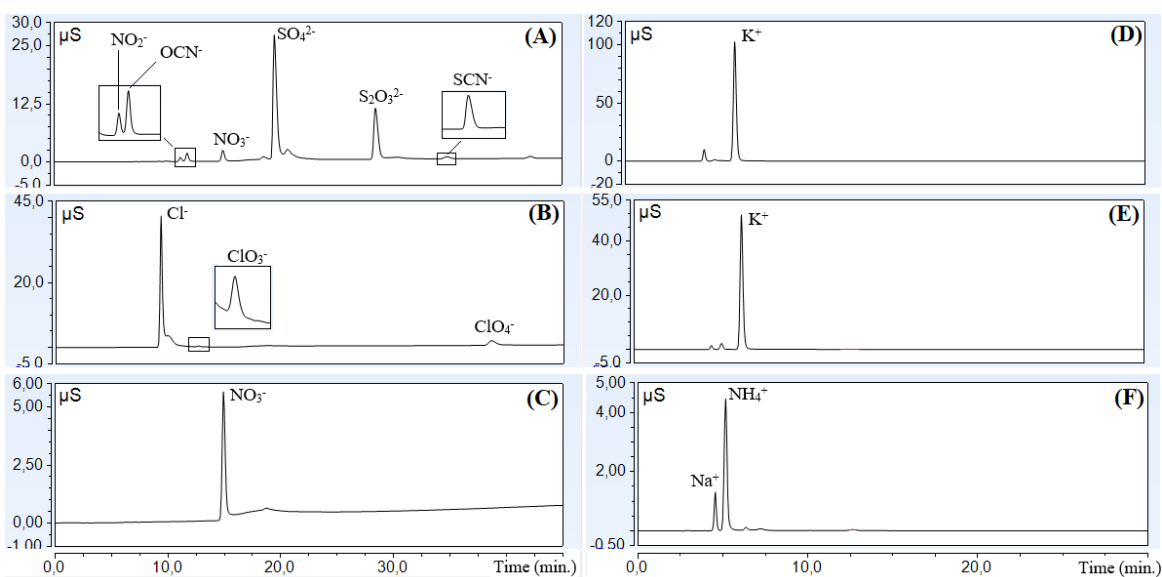 30,0
25,0
12,5
0,0
-5,0
µS
NO₂⁻
OCN⁻
NO₃⁻
SO₄²⁻
S₂O₃²⁻
SCN⁻
(A)
45,0
20,0
-5,0
µS
Cl⁻
ClO₃⁻
ClO₄⁻
(B)
6,00
5,00
2,50
0,00
-1,00
µS
NO₃⁻
(C)
0,0
10,0
20,0
30,0
Time (min.)
120
100
50
0
-20
µS
K⁺
(D)
55,0
40,0
20,0
-5,0
µS
K⁺
(E)
5,00
4,00
2,00
-0,50
µS
Na⁺
NH₄⁺
(F)
0,0
10,0
20,0
Time (min.)